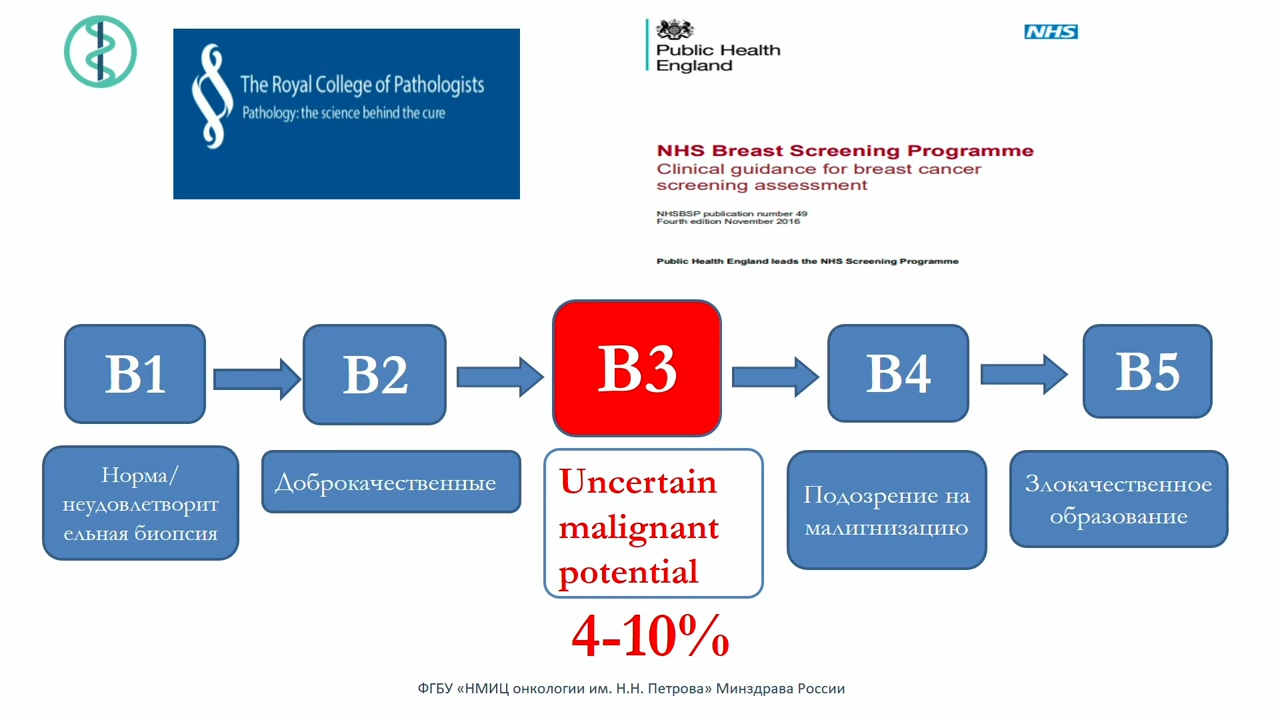 The Royal College of Pathologists
Pathology: the science behind the cure
Public Health
England
NHS
NHS Breast Screening Programme
Clinical guidance for breast cancer
screening assessment
NHSBSP publication number 49
Fourth edition November 2016
Public Health England leads the NHS Screening Programme
B1
B2
B3
B4
B5
Норма/
неудовлетворит
ельная биопсия
Доброкачественные
Uncertain
malignant
potential
Подозрение на
малигнизацию
Злокачественное
образование
4-10%
ФГБУ «НМИЦ онкологии им. Н.Н. Петрова» Минздрава России